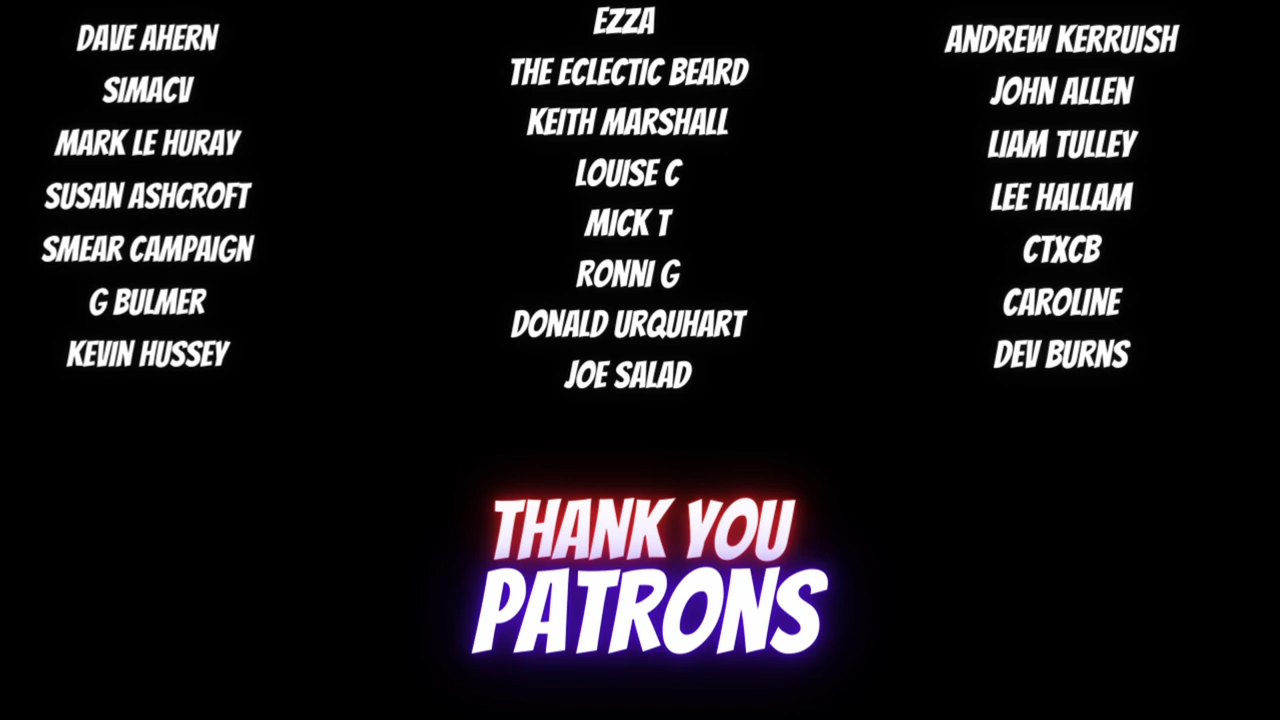 DAVE AHERN
SIMACV
MARK LE HURAY
SUSAN ASHCROFT
SMEAR CAMPAIGN
G BULMER
KEVIN HUSSEY
EZZA
THE ECLECTIC BEARD
KEITH MARSHALL
LOUISE C
MICK T
RONNI G
DONALD URQUHART
JOE SALAD
ANDREW KERRUISH
JOHN ALLEN
LIAM TULLEY
LEE HALLAM
CTXCB
CAROLINE
DEV BURNS
THANK YOU
PATRONS